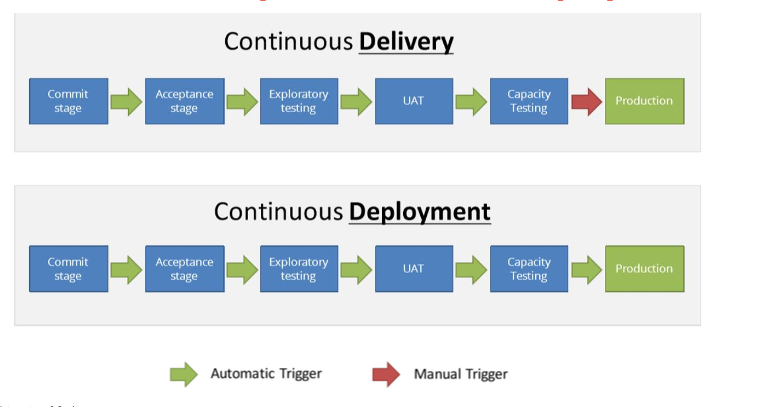 Continuous Delivery
Commit
stage
Acceptance
stage
Exploratory
testing
UAT
Capacity
Testing
Production
Continuous Deployment
Commit
stage
Acceptance
stage
Exploratory
testing
UAT
Capacity
Testing
Production
Automatic Trigger
Manual Trigger